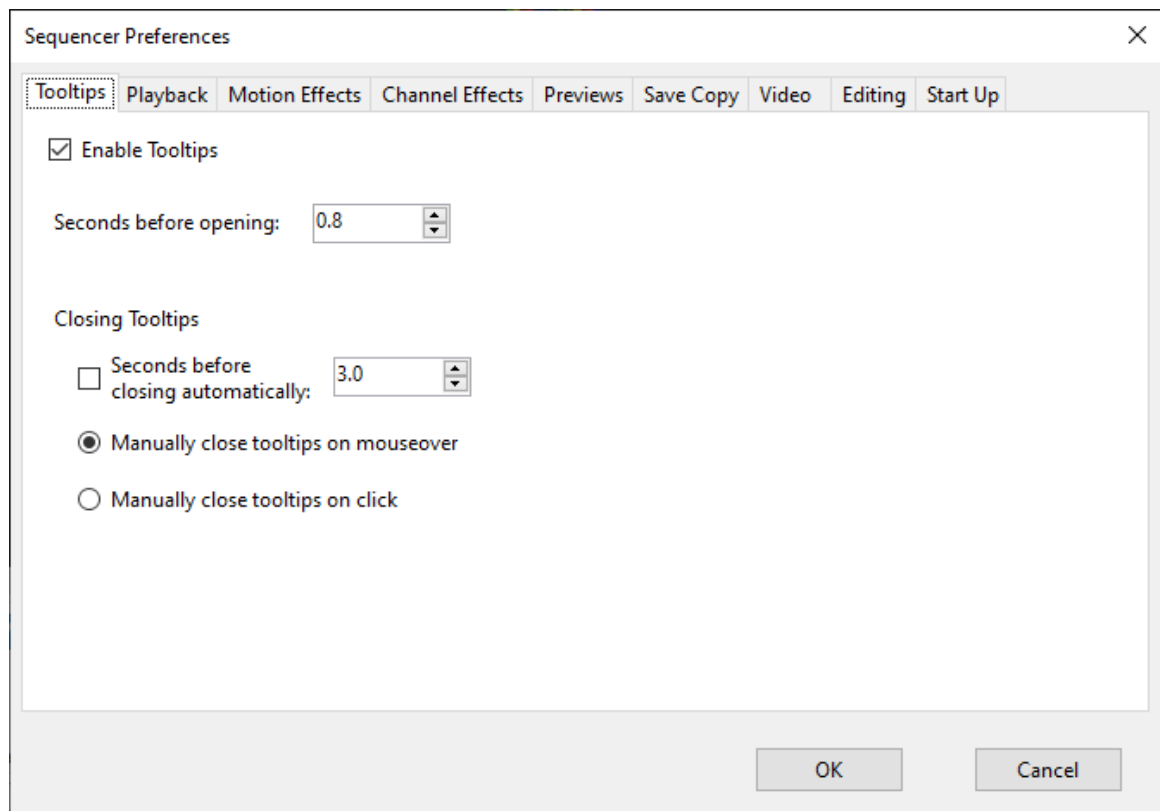 Sequencer Preferences
Tooltips Playback Motion Effects Channel Effects Previews Save Copy Video Editing Start Up
Enable Tooltips
Seconds before opening: 0.8
Closing Tooltips
Seconds before
closing automatically: 3.0
Manually close tooltips on mouseover
Manually close tooltips on click
OK Cancel